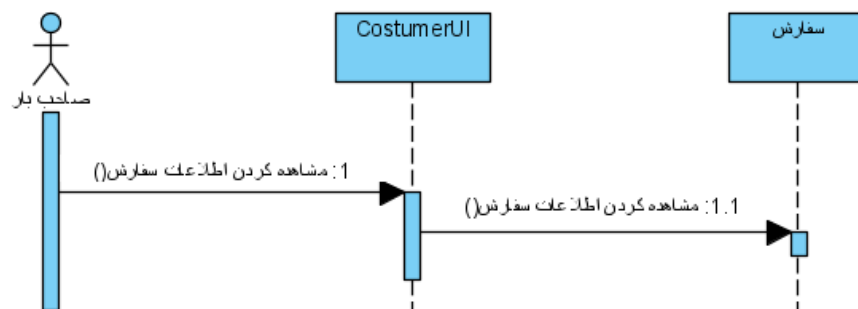 CostumerUI
سفارش
صاحب بار
1: مشاهده کردن اطلاعات سفارش()
1.1: مشاهده کردن اطلاعات سفارش()